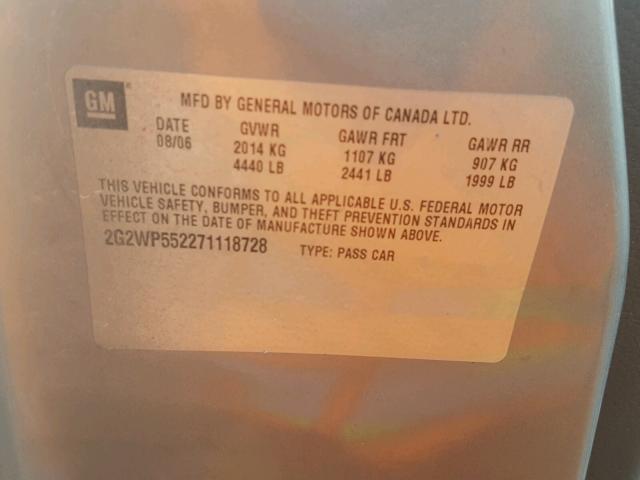 GM
MFD BY GENERAL MOTORS OF CANADA LTD.
DATE GVWR GAWR FRT GAWR RR
08/06 2014 KG 1107 KG 907 KG
4440 LB 2441 LB 1999 LB
THIS VEHICLE CONFORMS TO ALL APPLICABLE U.S. FEDERAL MOTOR
VEHICLE SAFETY, BUMPER, AND THEFT PREVENTION STANDARDS IN
EFFECT ON THE DATE OF MANUFACTURE SHOWN ABOVE.
2G2WP552271118728 TYPE: PASS CAR